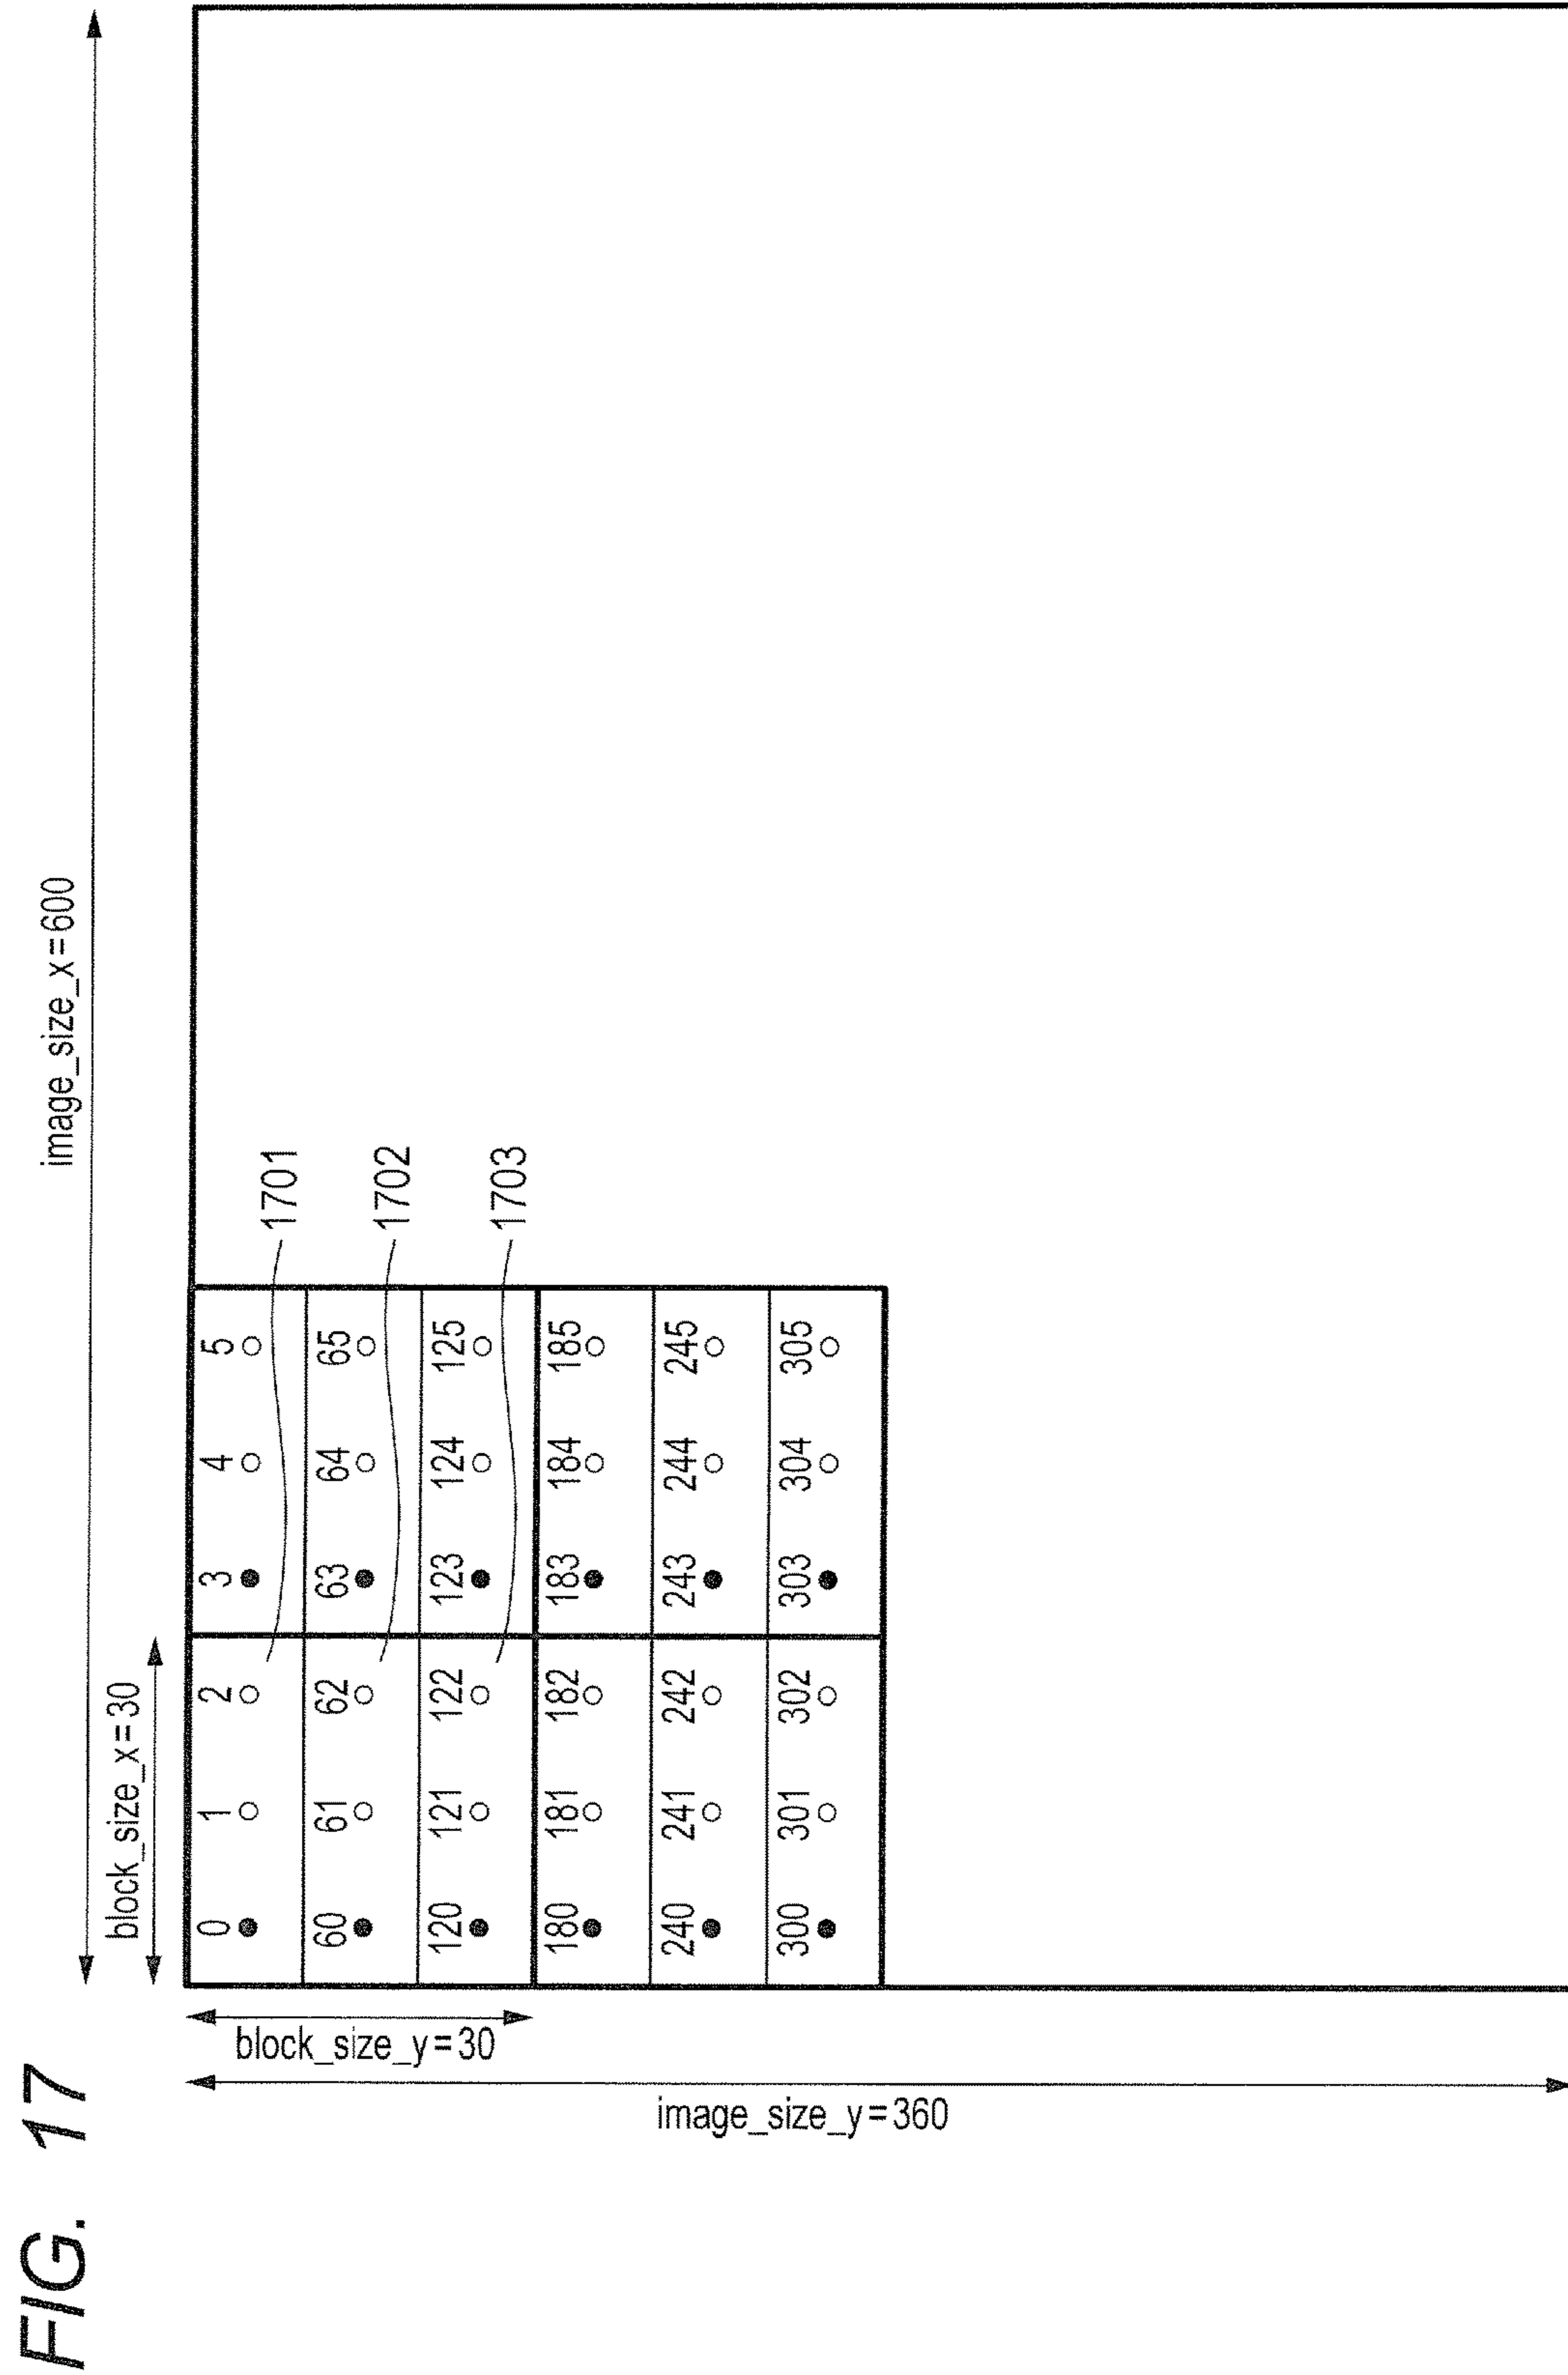 FIG. 17
image_size_x=600
block_size_x=30
block_size_y=30
image_size_y=360
0 1 2 3 4 5
1701
60 61 62 63 64 65
1702
120 121 122 123 124 125
1703
180 181 182 183 184 185
240 241 242 243 244 245
300 301 302 303 304 305